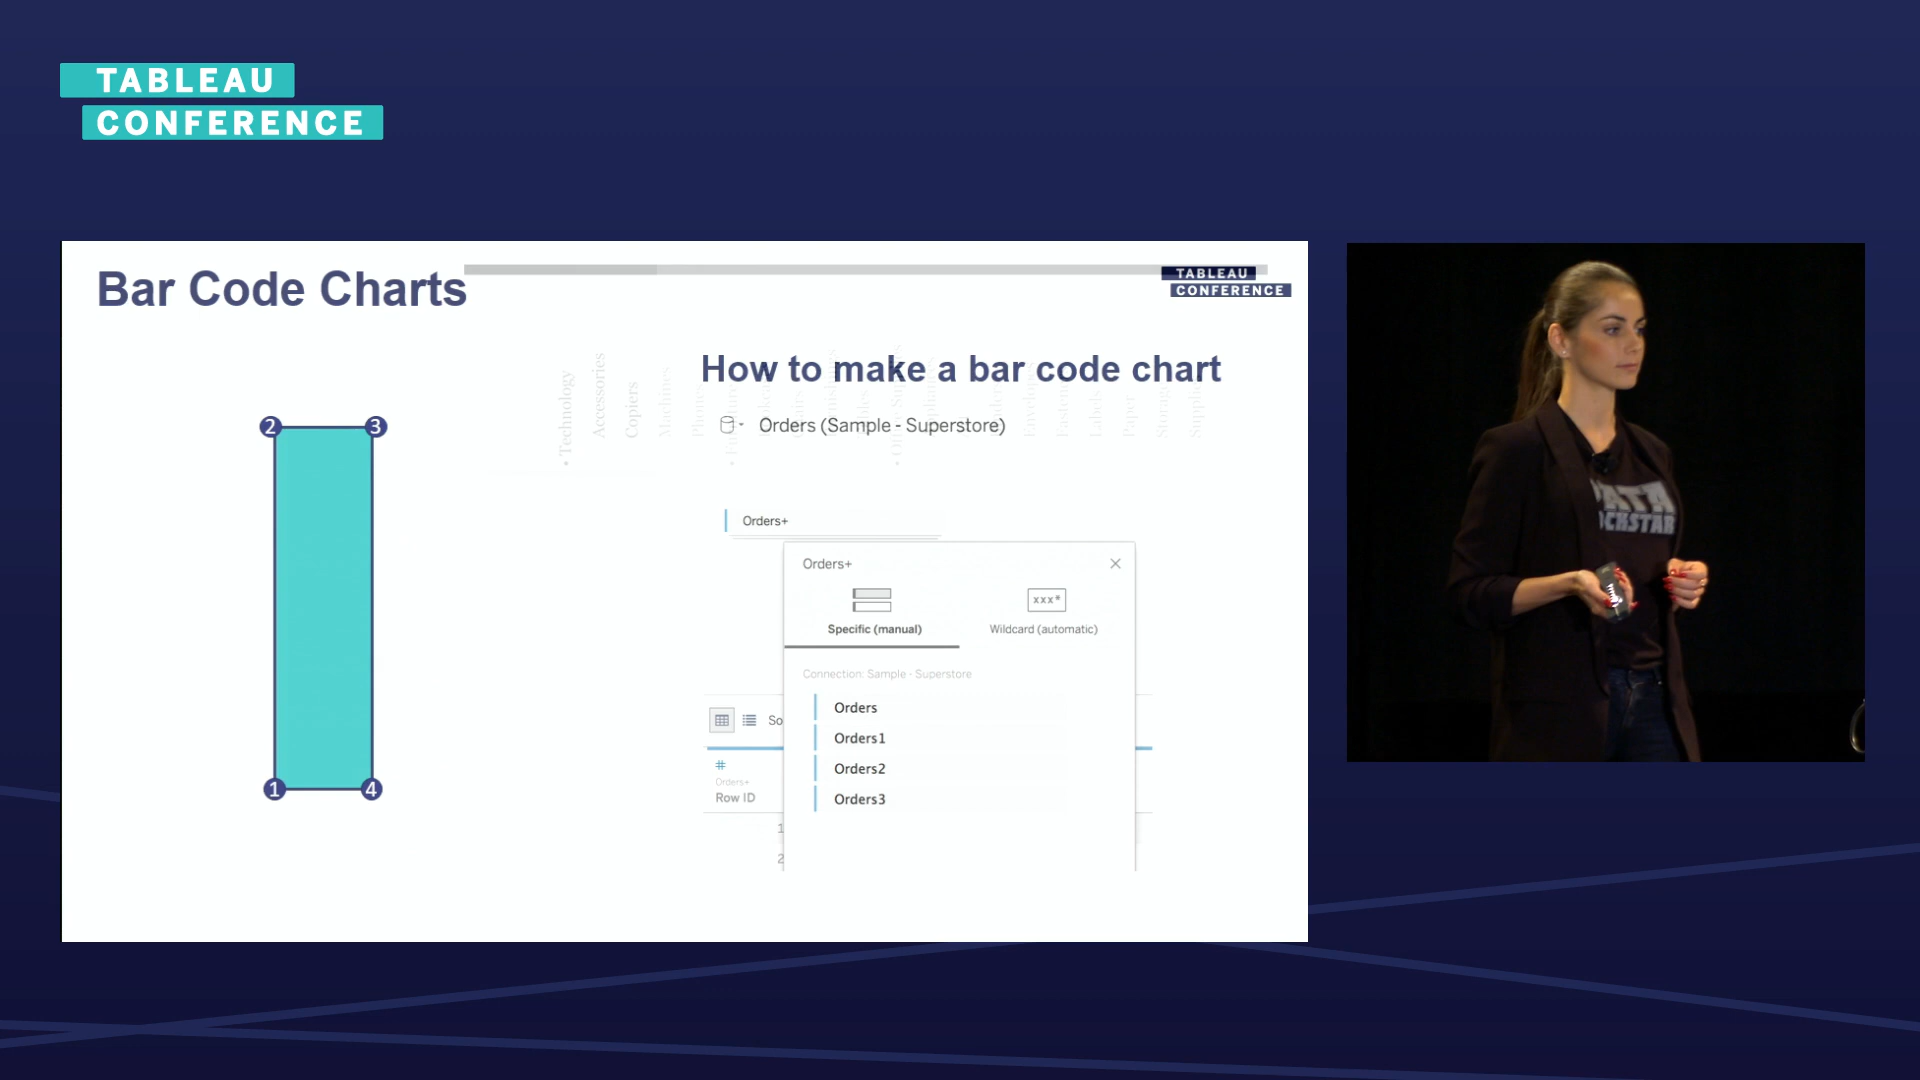 TABLEAU
CONFERENCE
Bar Code Charts
TABLEAU
CONFERENCE
How to make a bar code chart
• Technology
Accessories
Copiers
Machines
Phones
Envelopes
Labels
Paper
Storage
Orders (Sample - Superstore)
2
3
1
4
Orders+
Orders+
xxx*
Specific (manual)
Wildcard (automatic)
Connection: Sample - Superstore
Orders
Orders1
Orders2
Orders3
So
#
Orders+
Row ID
1
2